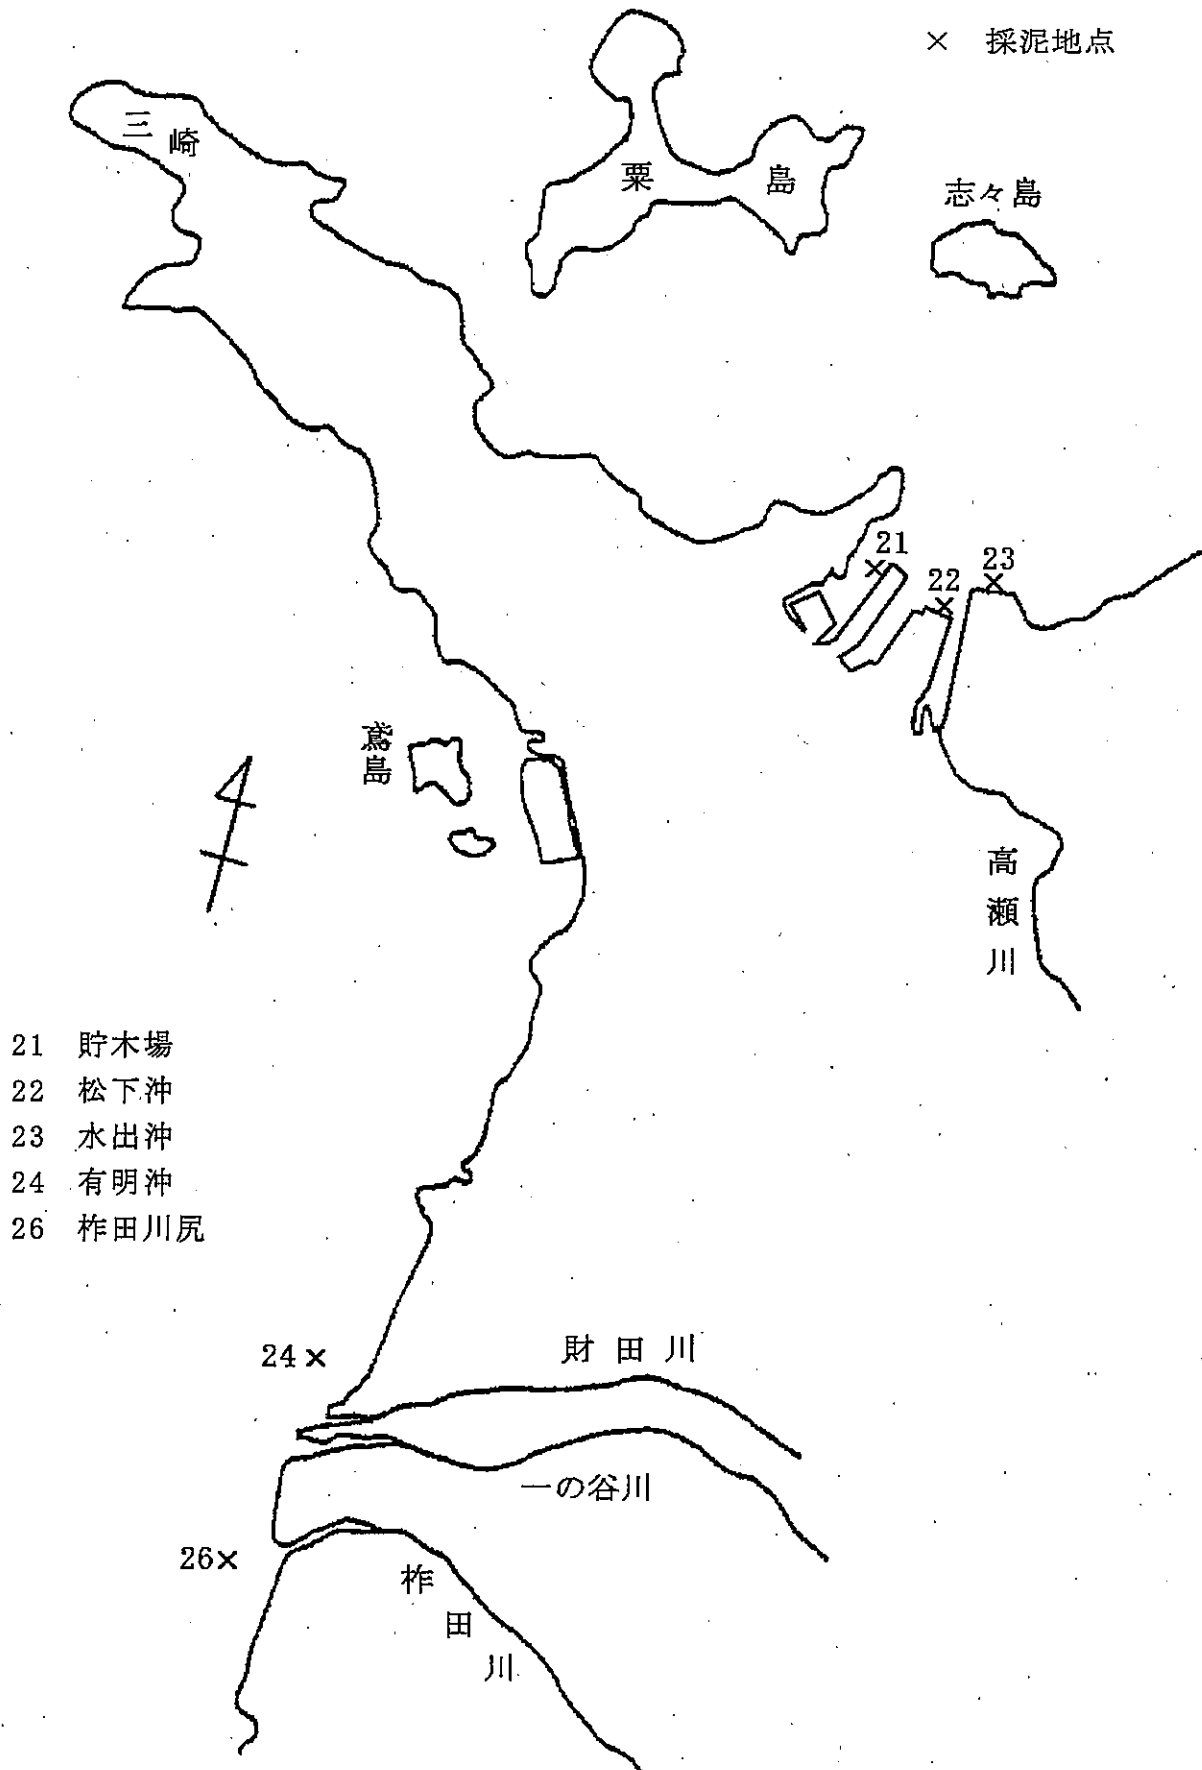 × 採泥地点
三崎
粟島
志々島
21
22
23
鳶島
高瀬川
21 貯木場
22 松下沖
23 水出沖
24 有明沖
26 柞田川尻
24 ×
財田川
一の谷川
26×
柞田川